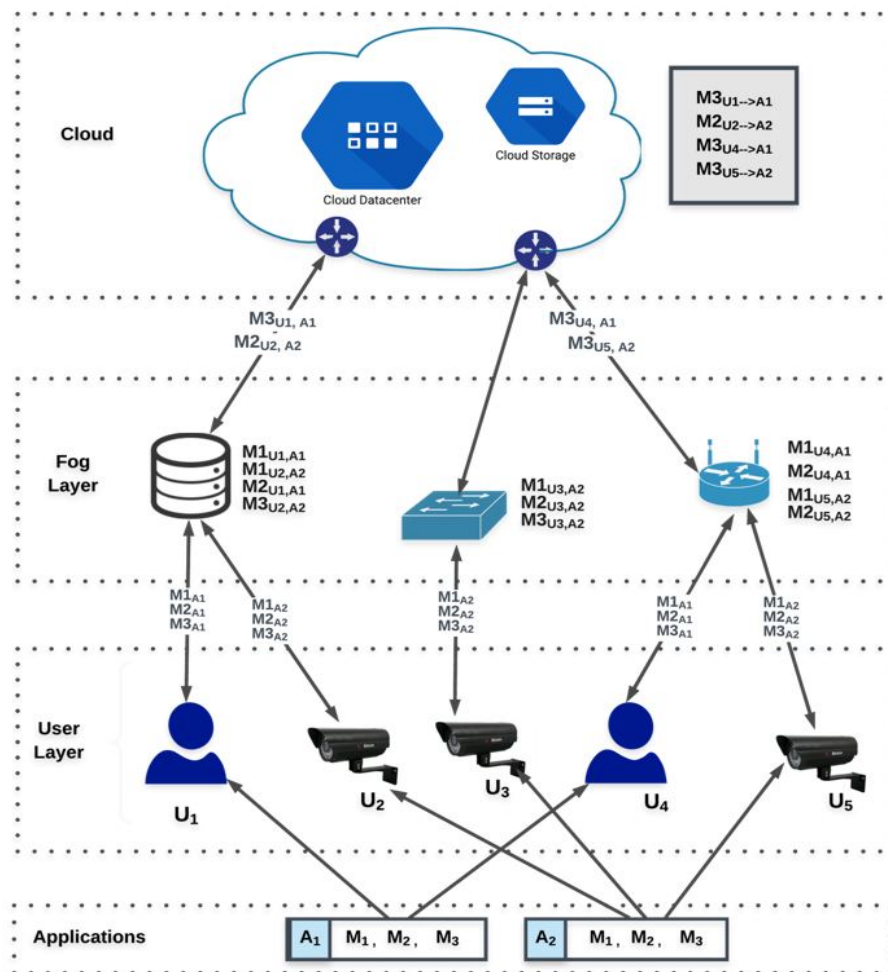 Cloud
Cloud Datacenter
Cloud Storage
M3U1-->A1
M2U2-->A2
M3U4-->A1
M3U5-->A2
M3U1, A1
M2U2, A2
M3U4, A1
M3U5, A2
Fog
Layer
M1U1,A1
M1U2,A2
M2U1,A1
M3U2,A2
M1U3,A2
M2U3,A2
M3U3,A2
M1U4,A1
M2U4,A1
M1U5,A2
M2U5,A2
M1A1
M2A1
M3A1
M1A2
M2A2
M3A2
M1A2
M2A2
M3A2
M1A1
M2A1
M3A1
M1A2
M2A2
M3A2
User
Layer
U1
U2
U3
U4
U5
Applications
A1 M1, M2, M3
A2 M1, M2, M3